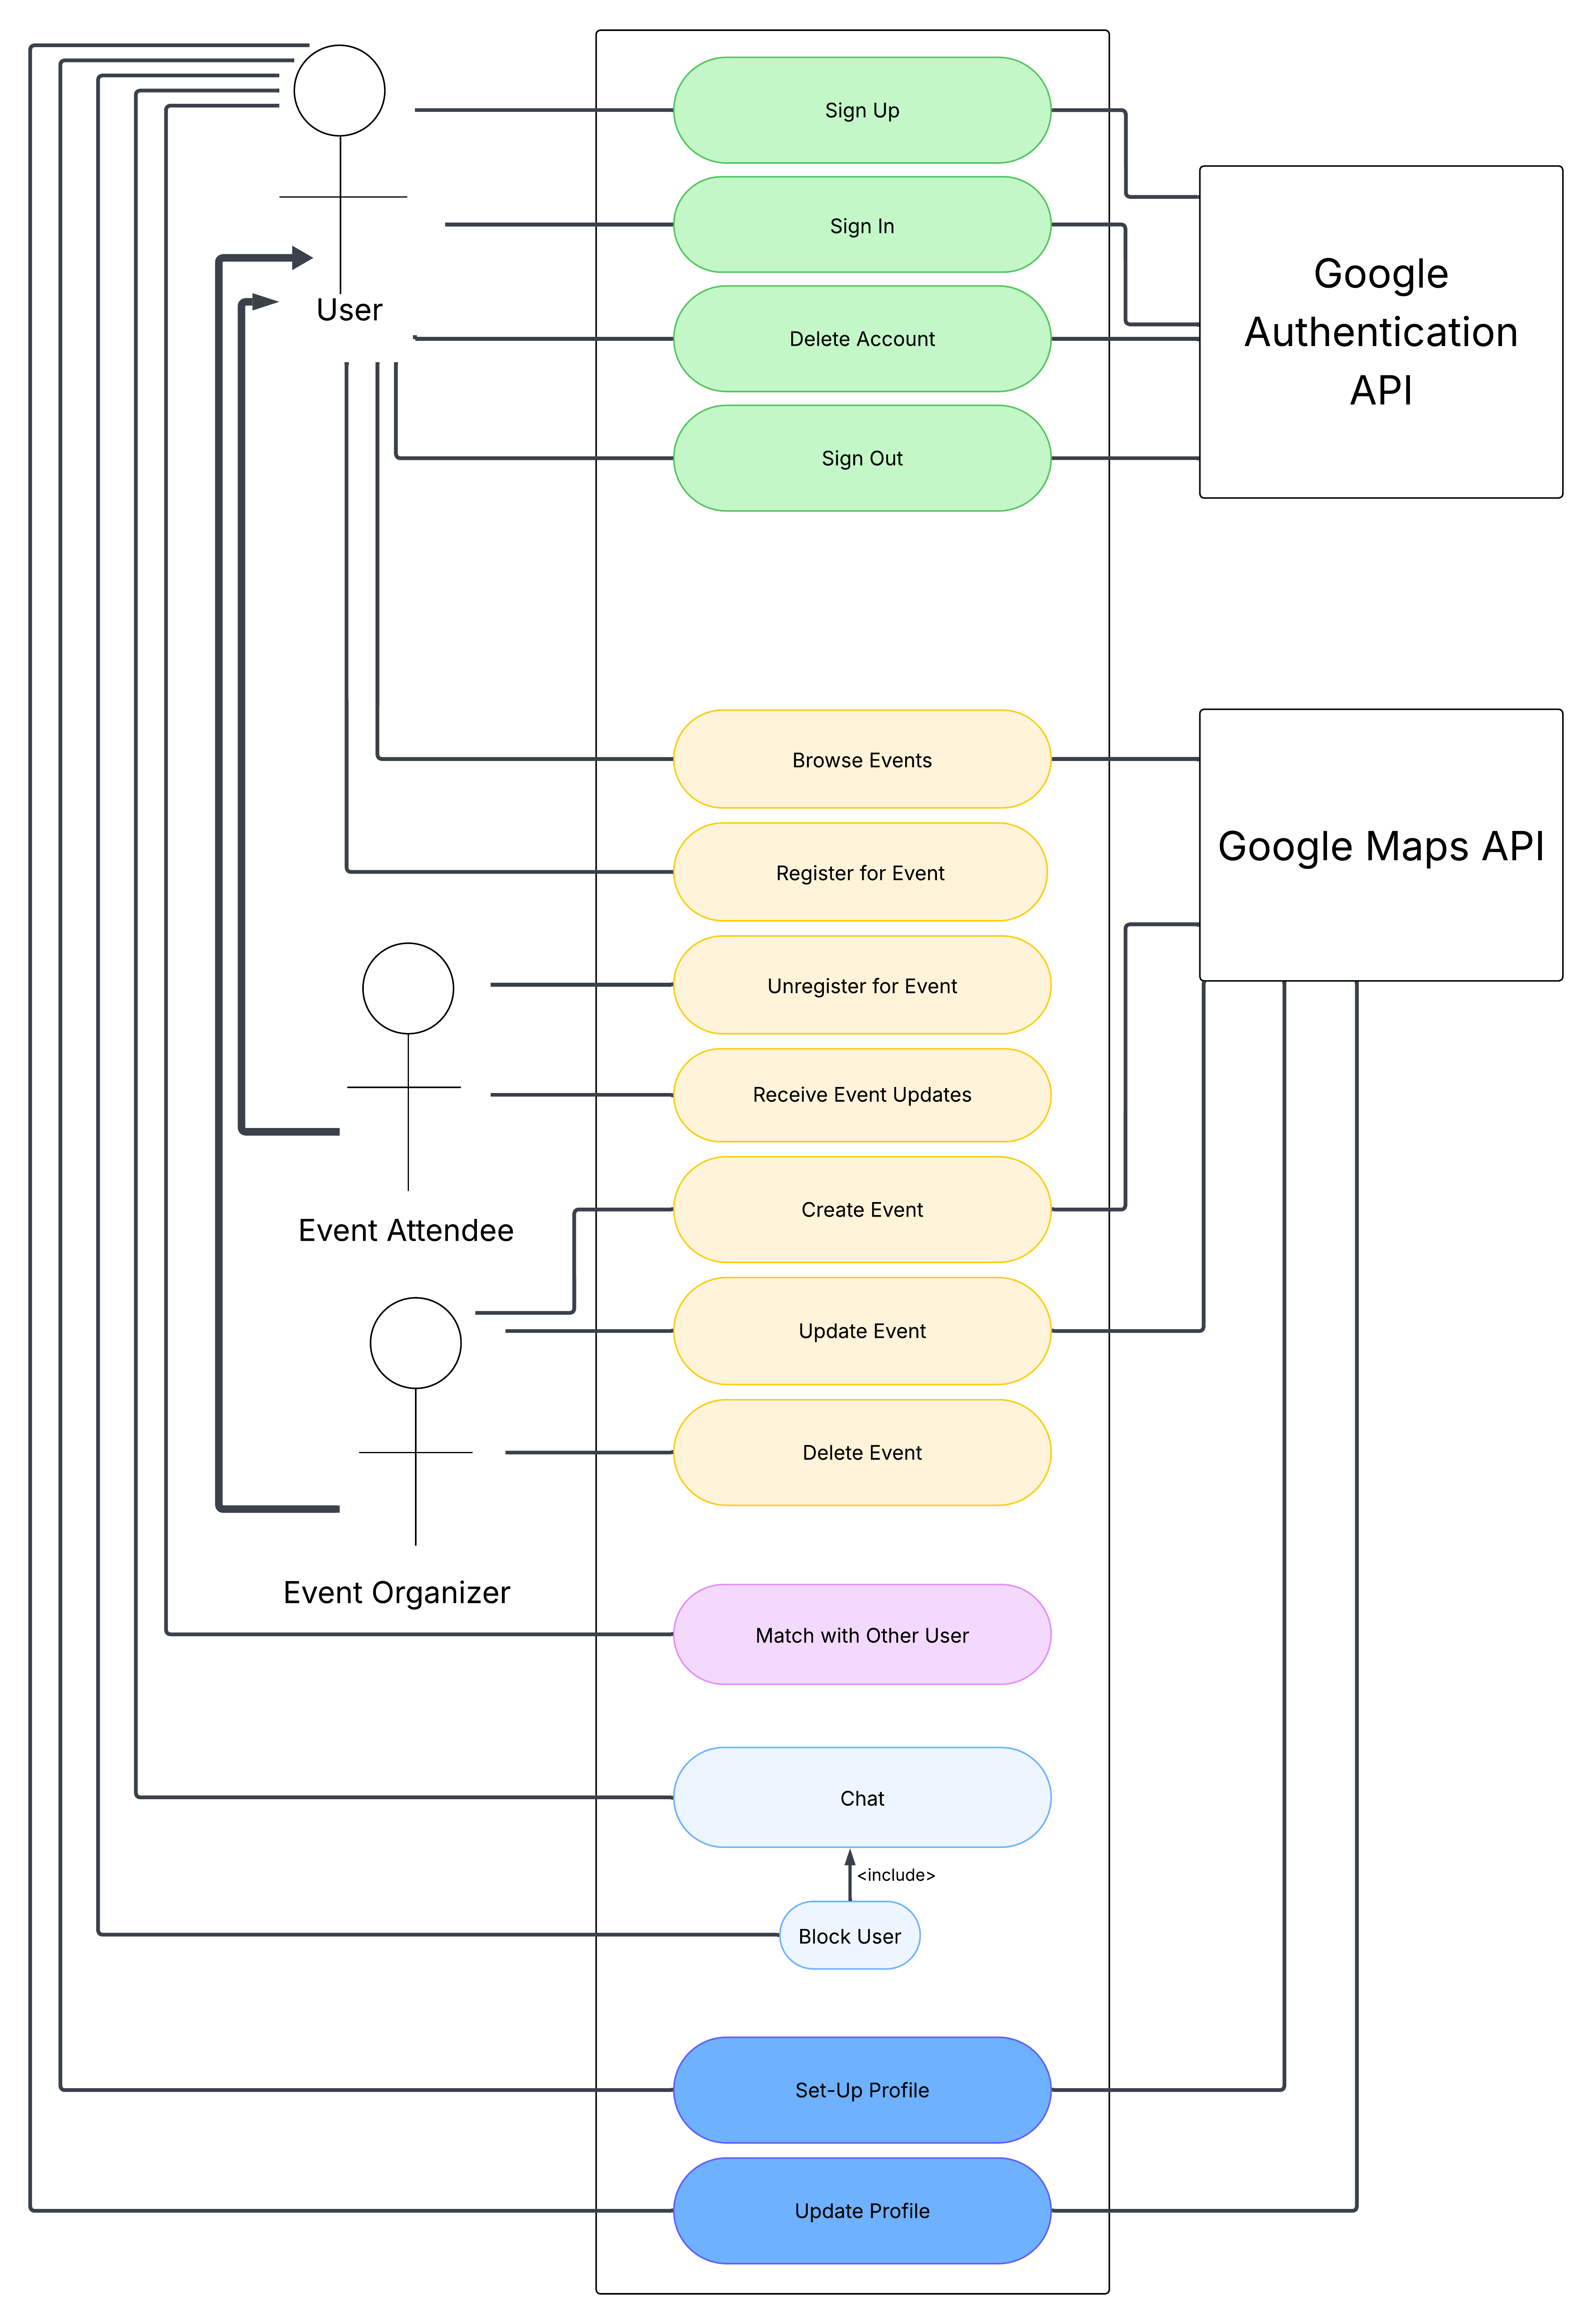 Sign Up
Sign In
User
Delete Account
Sign Out
Google
Authentication
API
Browse Events
Google Maps API
Register for Event
Unregister for Event
Receive Event Updates
Event Attendee
Create Event
Update Event
Delete Event
Event Organizer
Match with Other User
Chat
<include>
Block User
Set-Up Profile
Update Profile